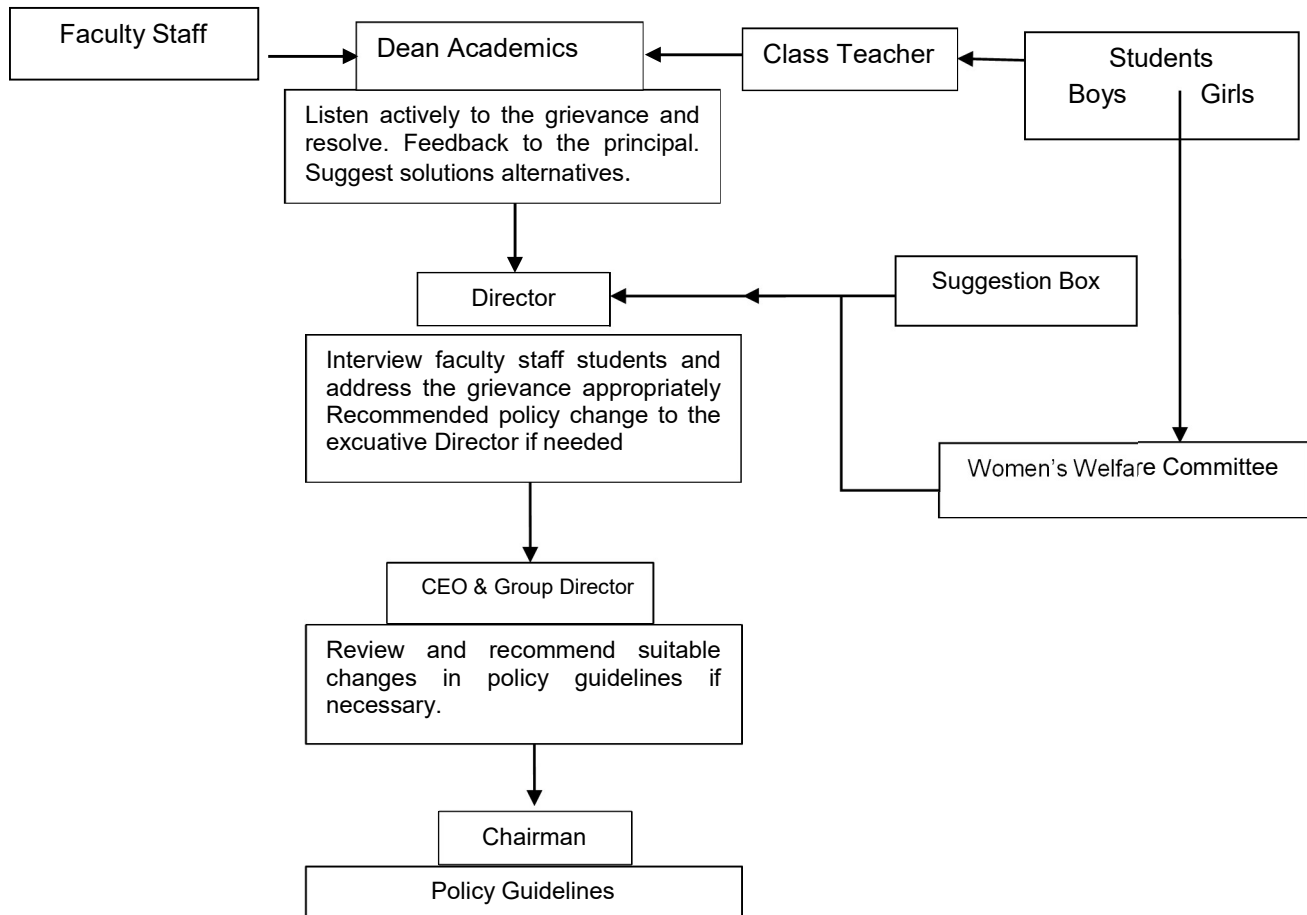 Faculty Staff
Dean Academics
Class Teacher
Students
Boys Girls
Listen actively to the grievance and
resolve. Feedback to the principal.
Suggest solutions alternatives.
Director
Suggestion Box
Interview faculty staff students and
address the grievance appropriately
Recommended policy change to the
excuative Director if needed
Women's Welfare Committee
CEO & Group Director
Review and recommend suitable
changes in policy guidelines if
necessary.
Chairman
Policy Guidelines